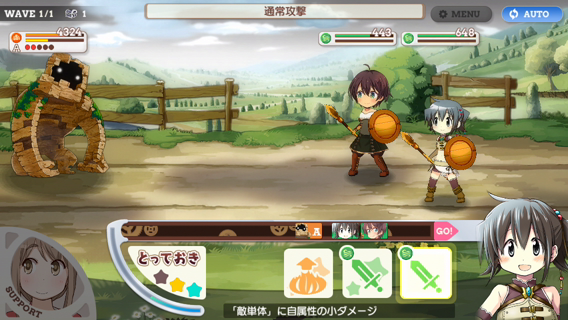 WAVE 1/1
1
通常攻撃
MENU
AUTO
4324
A
443
648
A
GO!
とっておき
SUPPORT
「敵単体」に自属性の小ダメージ